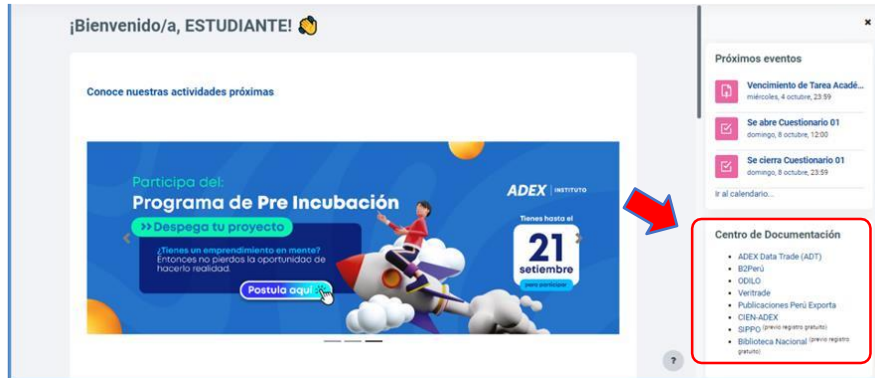 ¡Bienvenido/a, ESTUDIANTE!
Conoce nuestras actividades próximas
Participa del:
Programa de Pre Incubación
>> Despega tu proyecto
¿Tienes un emprendimiento en mente?
Entonces no pierdas la oportunidad de
hacerlo realidad.
Postula aquí
ADEX INSTITUTO
Tienes hasta el
21
setiembre
para participar
?
Próximos eventos
Vencimiento de Tarea Acadé...
miércoles, 4 octubre, 23:59
Se abre Cuestionario 01
domingo, 8 octubre, 12:00
Se cierra Cuestionario 01
domingo, 8 octubre, 23:59
Ir al calendario...
Centro de Documentación
• ADEX Data Trade (ADT)
• B2Perú
• ODILO
• Veritrade
• Publicaciones Perú Exporta
• CIEN-ADEX
• SIPPO (previo registro gratuito)
• Biblioteca Nacional (previo registro
gratuito)